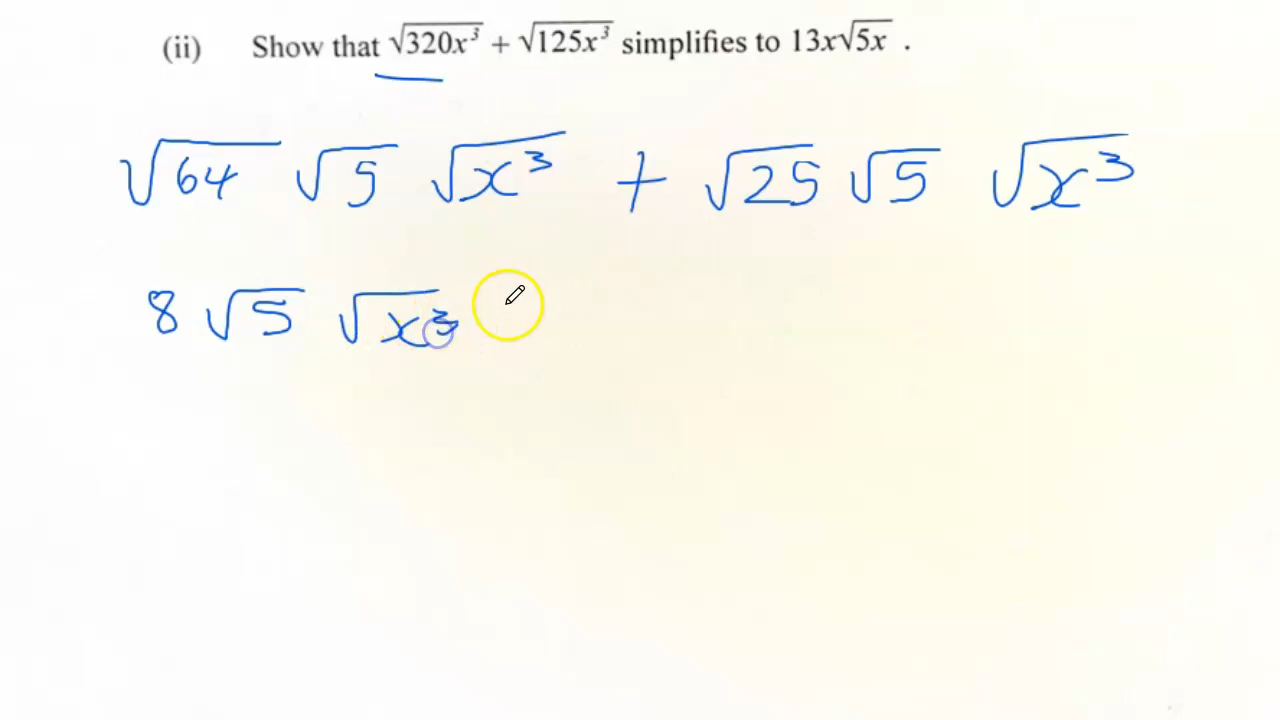 (ii) Show that √320x³ + √125x³ simplifies to 13x√5x .
√64 √5 √x³ + √25 √5 √x³
8 √5 √x³